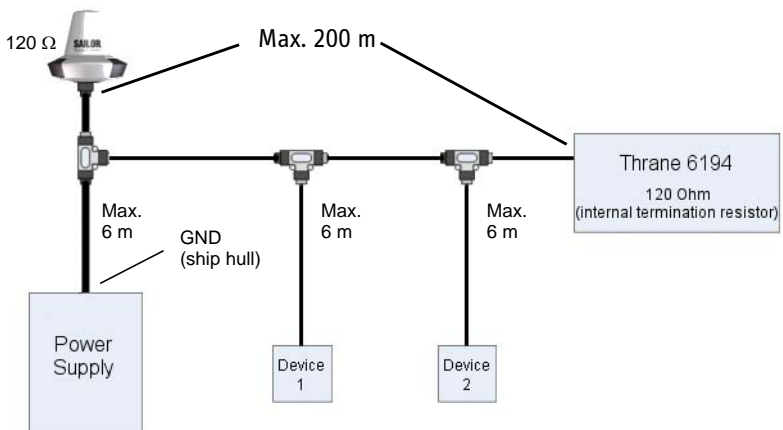 120 Ω
SAILOR
Max. 200 m
Thrane 6194
120 Ohm
(internal termination resistor)
Max.
6 m
GND
(ship hull)
Max.
6 m
Max.
6 m
Power
Supply
Device
1
Device
2